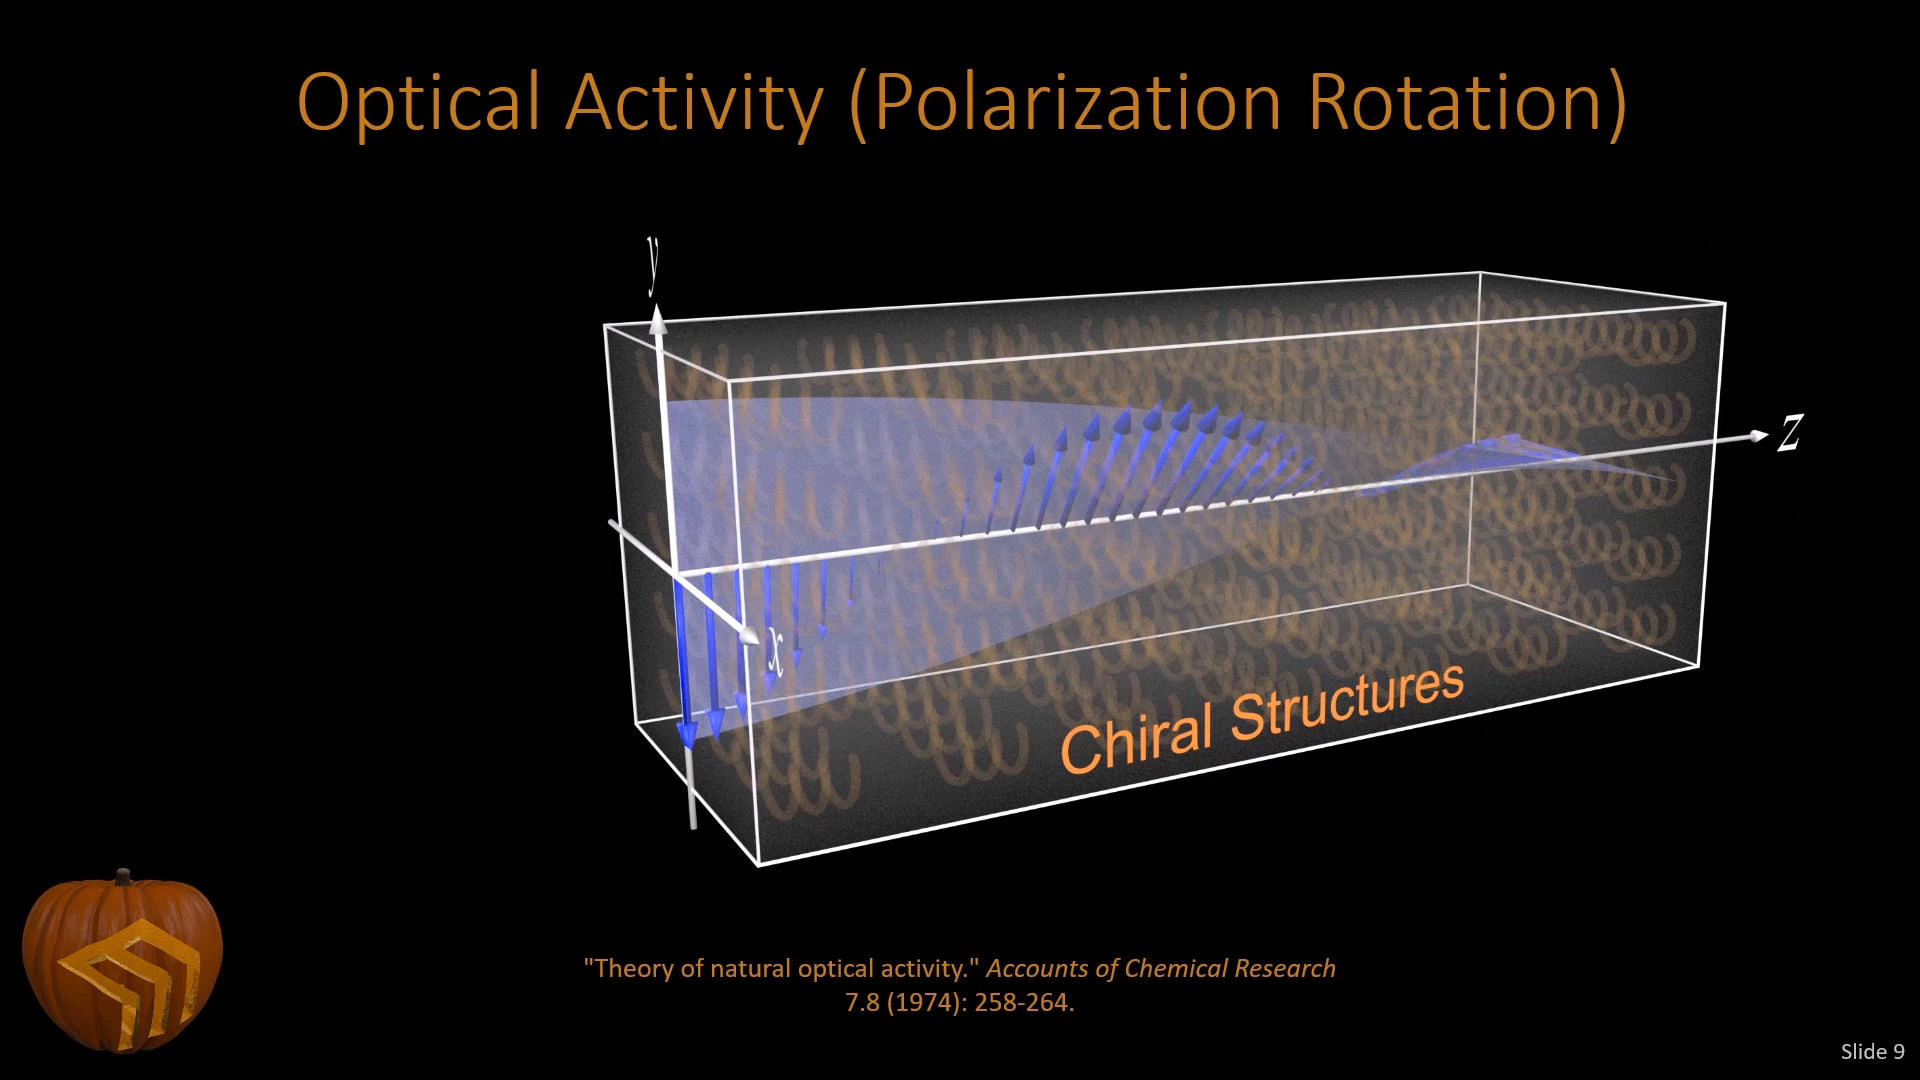 Optical Activity (Polarization Rotation)
y
z
x
Chiral Structures
"Theory of natural optical activity." Accounts of Chemical Research
7.8 (1974): 258-264.
Slide 9